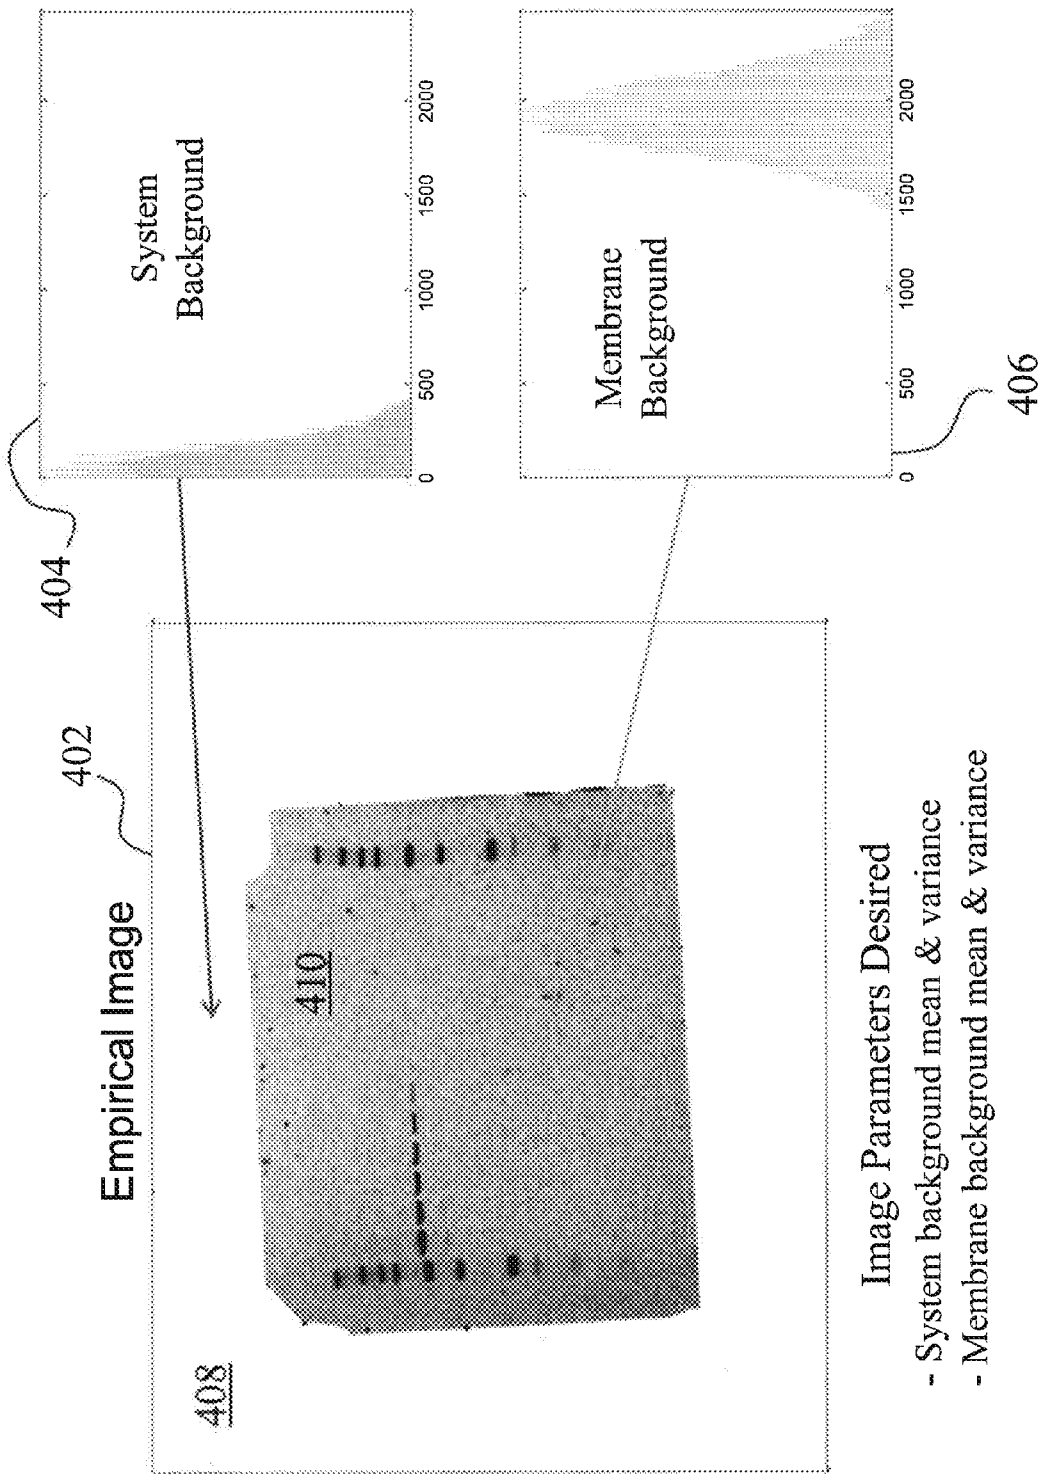 Empirical Image
402
408
410
404
System
Background
0 500 1000 1500 2000
Membrane
Background
0 500 1000 1500 2000
406
Image Parameters Desired
- System background mean & variance
- Membrane background mean & variance